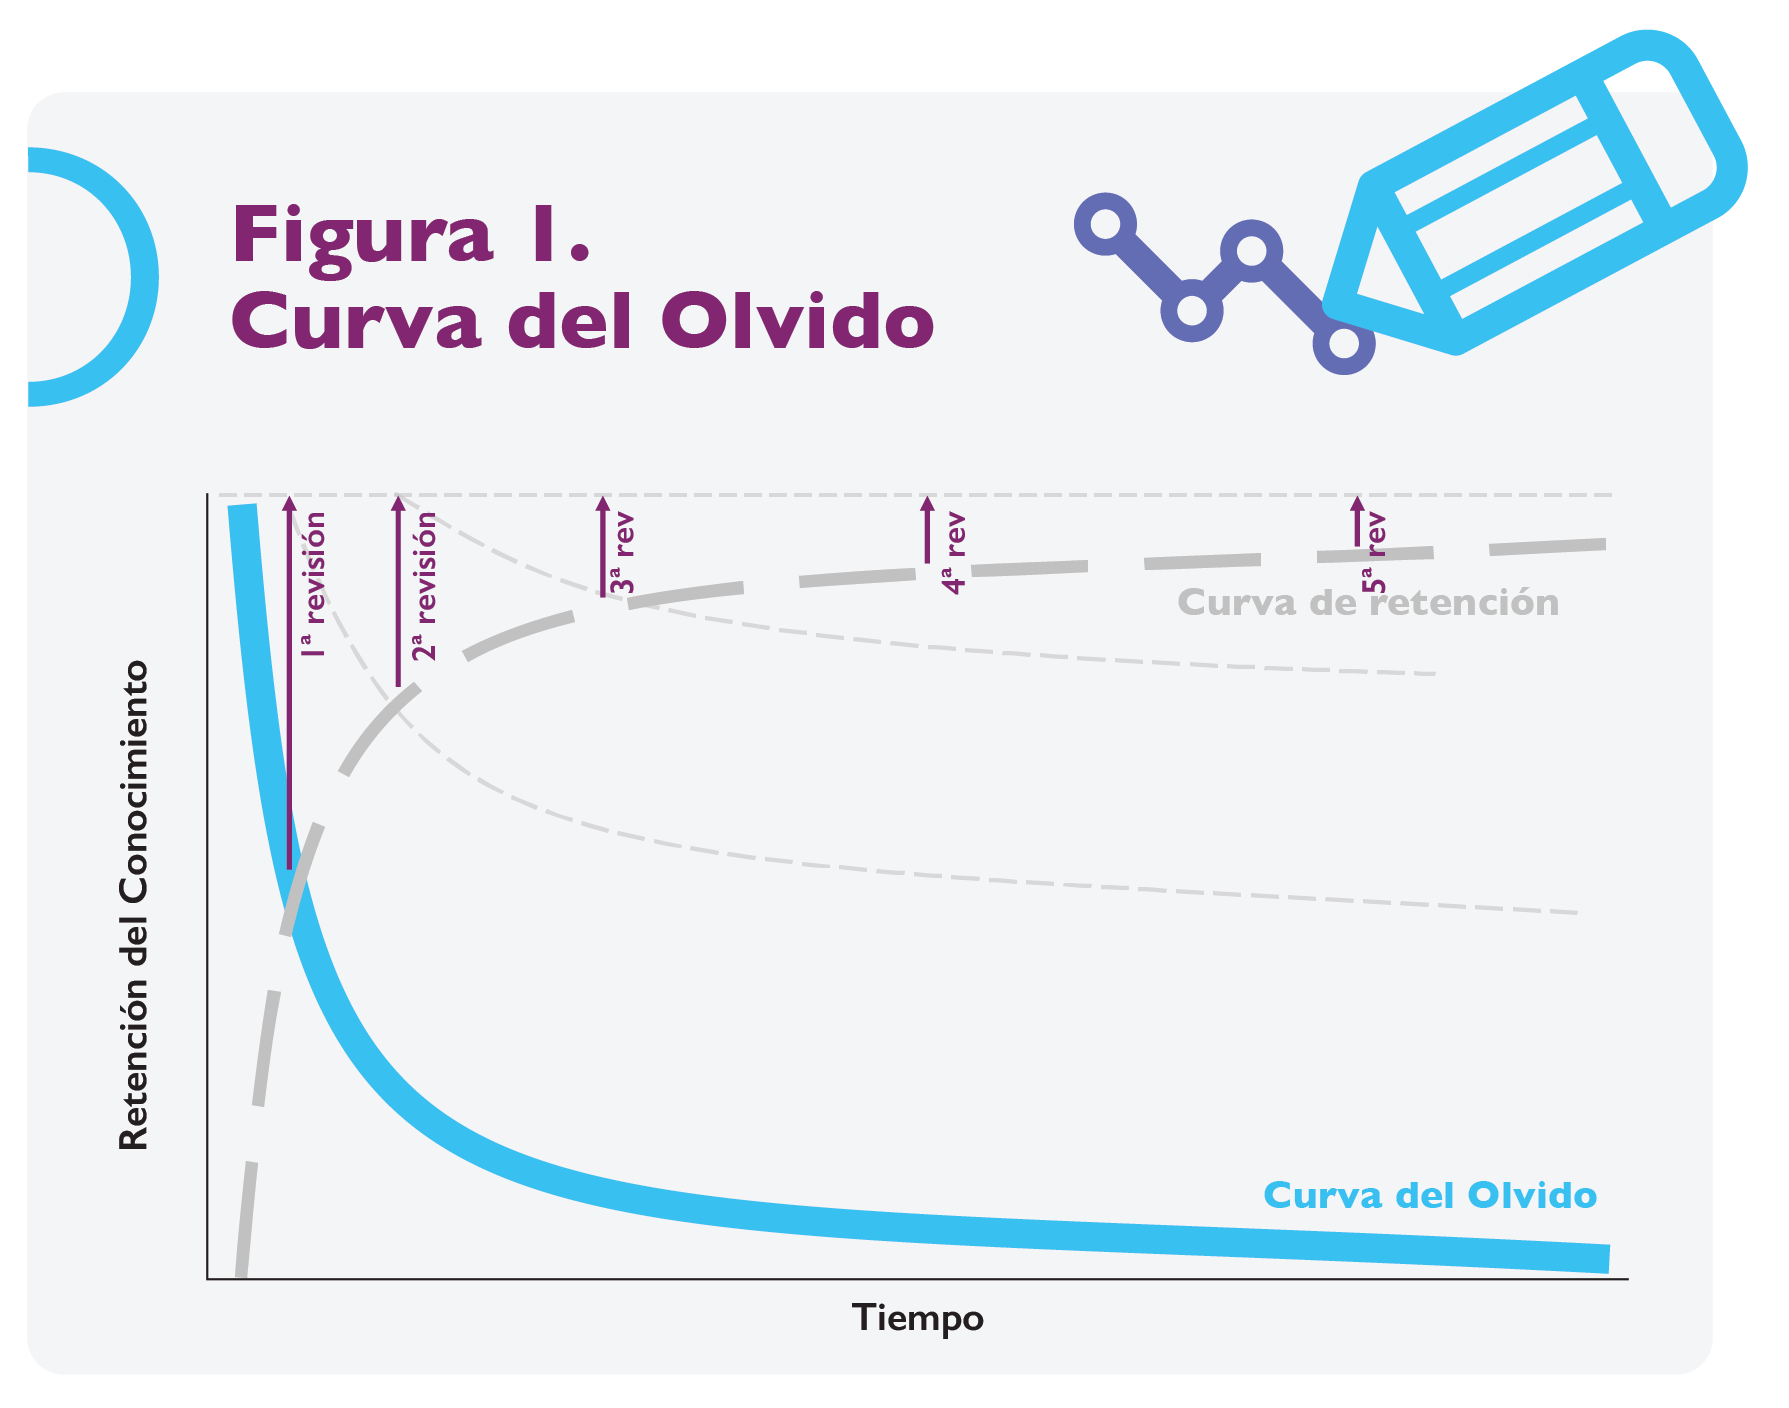 Figura 1.
Curva del Olvido
1ª revisión
2ª revisión
3ª rev
4ª rev
5ª rev
Curva de retención
Retención del Conocimiento
Curva del Olvido
Tiempo